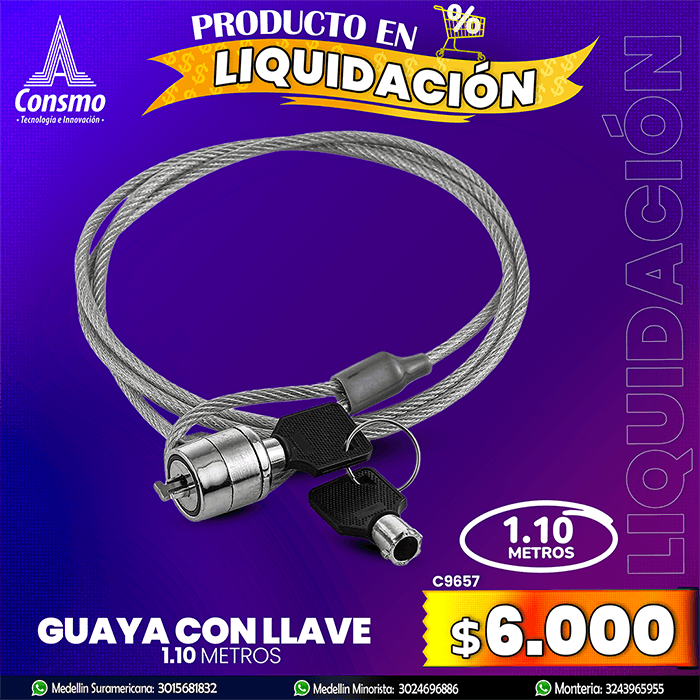 PRODUCTO EN
%
LIQUIDACIÓN
Consmo
• Tecnología e Innovación •
LIQUIDACIÓN
1.10
METROS
C9657
$6.000
GUAYA CON LLAVE
1.10 METROS
Medellin Suramericana: 3015681832
Medellin Minorista: 3024696886
Monteria: 3243965955